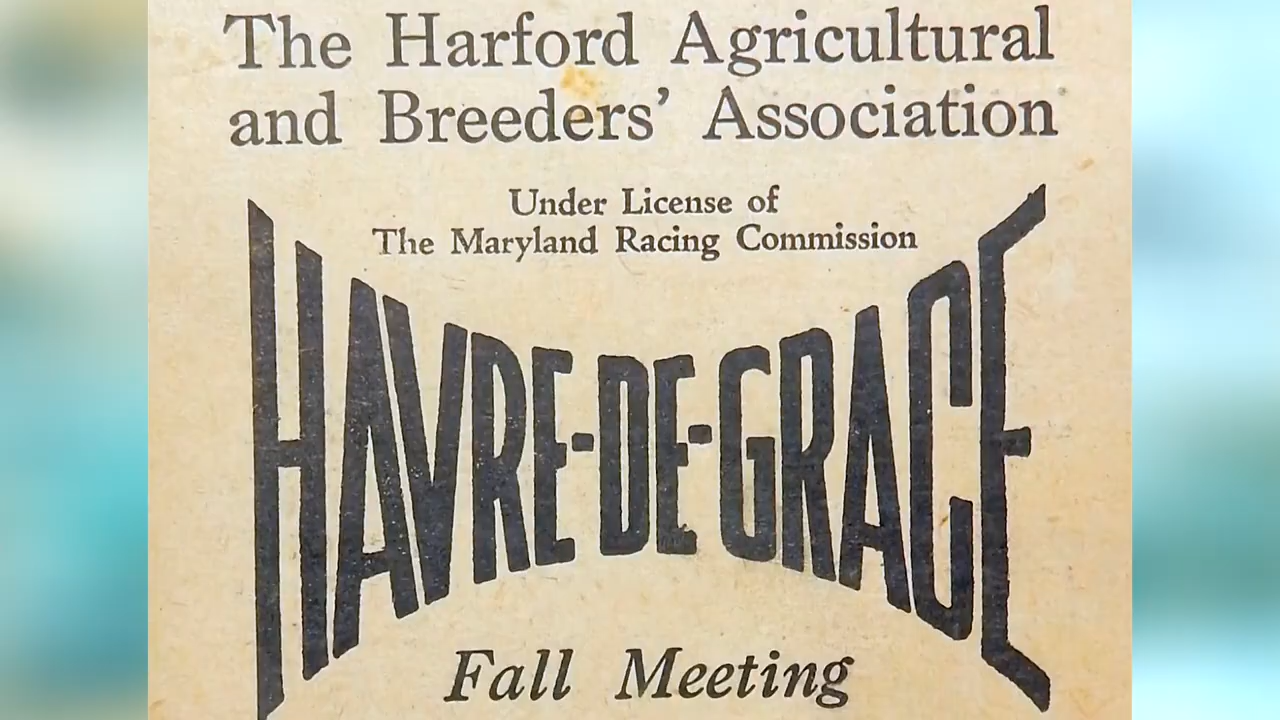 The Harford Agricultural
and Breeders' Association
Under License of
The Maryland Racing Commission
HAVRE-DE-GRACE
Fall Meeting